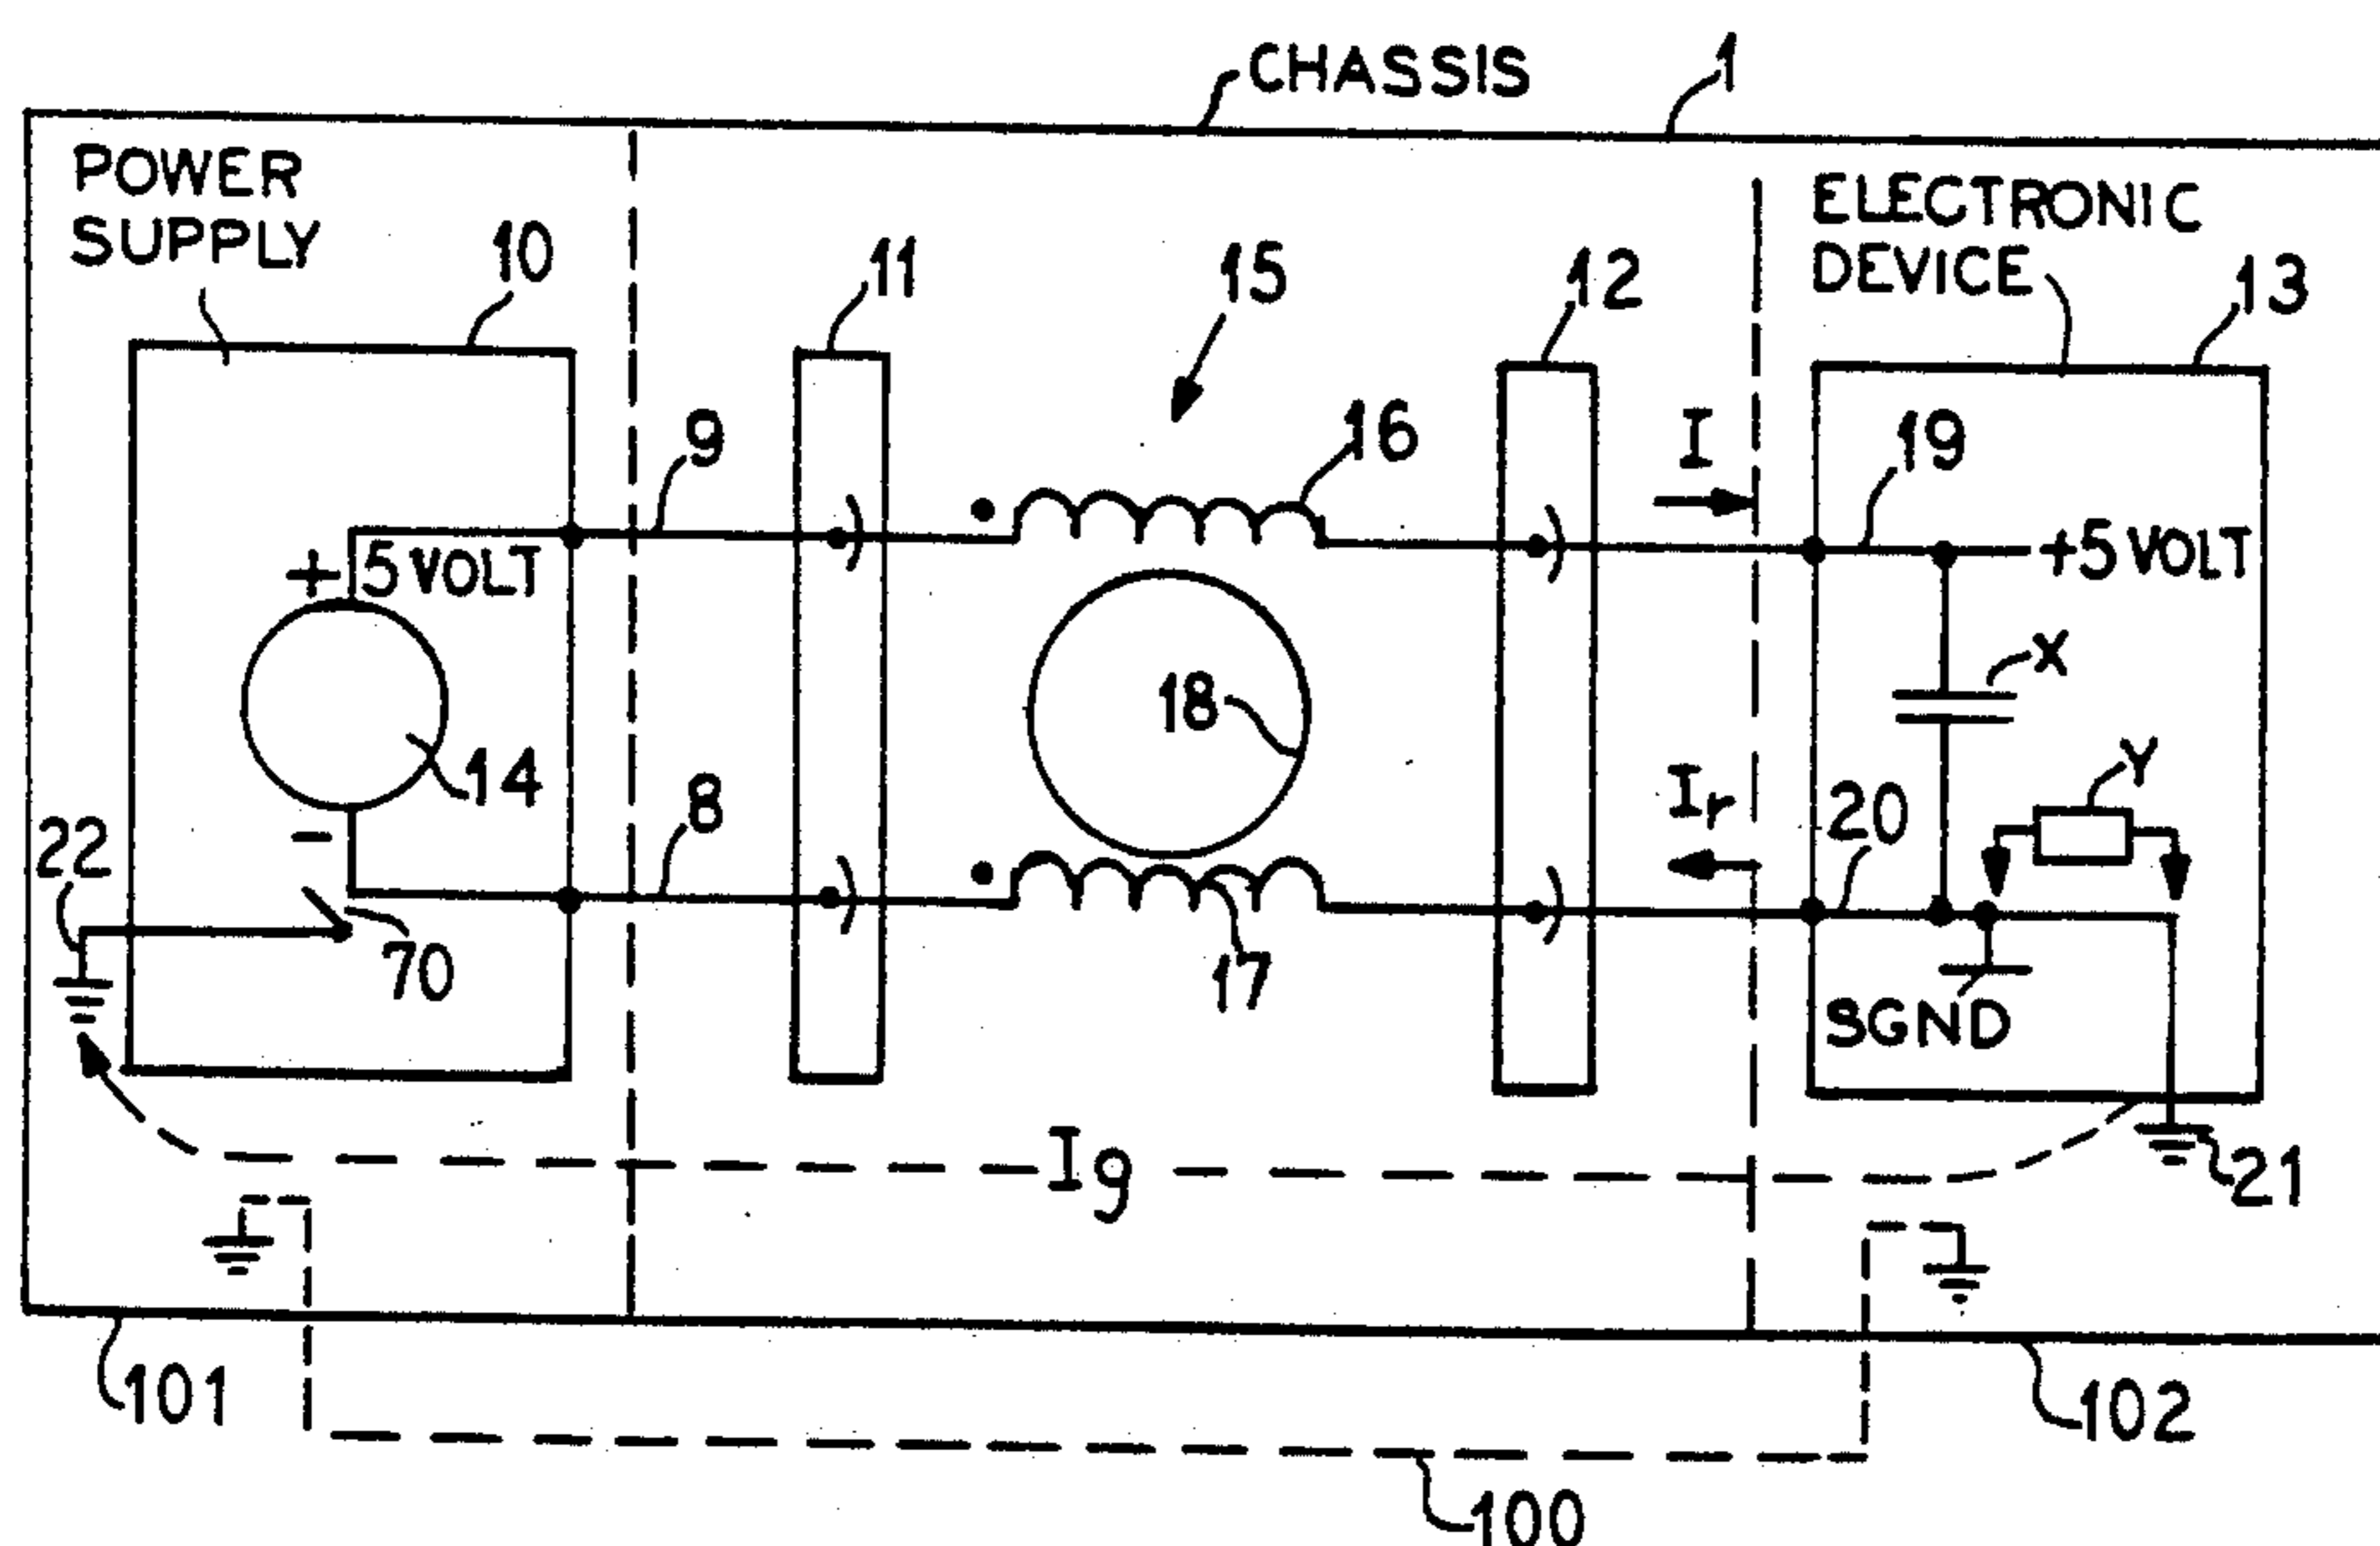 CHASSIS
1
POWER
SUPPLY
10
11
15
12
ELECTRONIC
DEVICE
13
9
16
I
19
+5 VOLT
+5 VOLT
X
18
14
Y
8
Ir
20
22
70
17
SGND
Ig
21
101
102
100